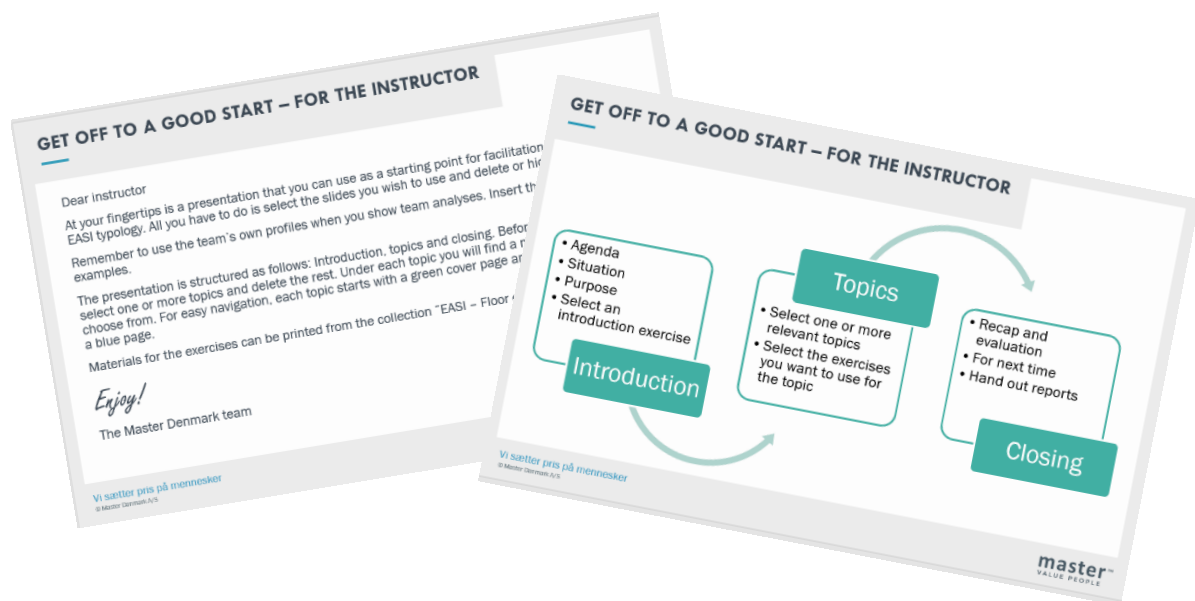 GET OFF TO A GOOD START – FOR THE INSTRUCTOR
Dear instructor
At your fingertips is a presentation that you can use as a starting point for facilitation
EASI typology. All you have to do is select the slides you wish to use and delete or
Remember to use the team's own profiles when you show team analyses. Insert
examples.
The presentation is structured as follows: Introduction, topics and closing.
select one or more topics and delete the rest. Under each topic you will find a
choose from. For easy navigation, each topic starts with a green cover page
a blue page.
Materials for the exercises can be printed from the collection "EASI – Floor
Enjoy!
The Master Denmark team
Vi sætter pris på mennesker
© Master Denmark A/S
GET OFF TO A GOOD START – FOR THE INSTRUCTOR
• Agenda
• Situation
• Purpose
• Select an
introduction exercise
Introduction
Topics
• Select one or more
relevant topics
• Select the exercises
you want to use for
the topic
• Recap and
evaluation
• For next time
• Hand out reports
Closing
Vi sætter pris på mennesker
© Master Denmark A/S
master™
VALUE PEOPLE